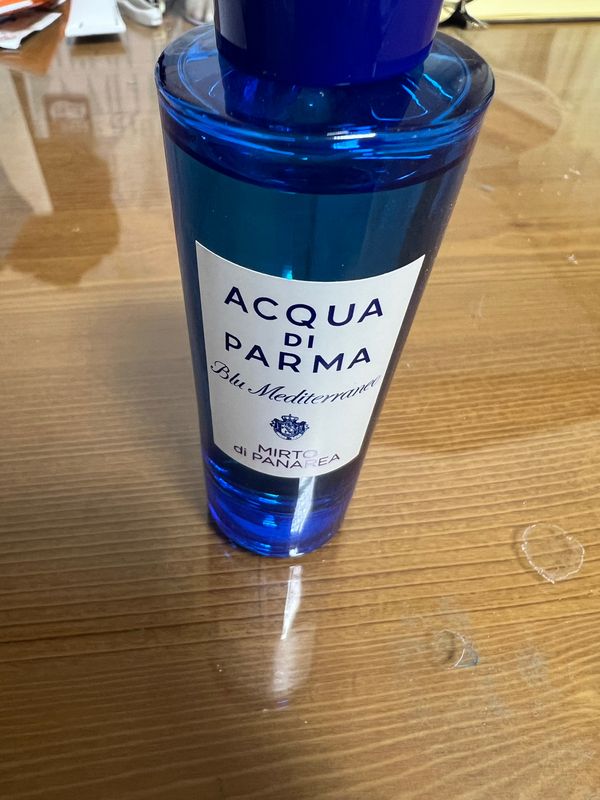 ACQUA
DI
PARMA
Blu Mediterraneo
MIRTO
di PANAREA